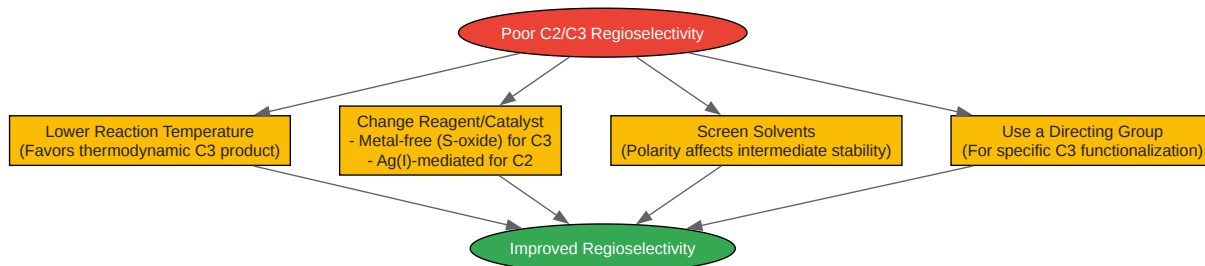 Poor C2/C3 Regioselectivity
Lower Reaction Temperature
(Favors thermodynamic C3 product)
Change Reagent/Catalyst
- Metal-free (S-oxide) for C3
- Ag(I)-mediated for C2
Screen Solvents
(Polarity affects intermediate stability)
Use a Directing Group
(For specific C3 functionalization)
Improved Regioselectivity